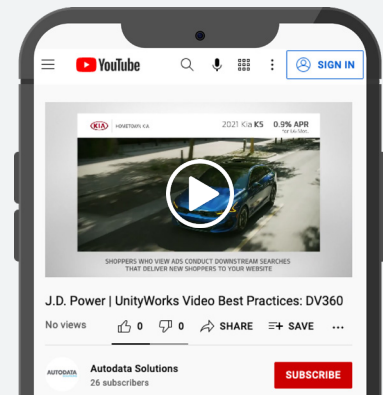 YouTube
SIGN IN
KIA HOMETOWN KIA 2021 Kia K5 0.9% APR
SHOPPERS WHO VIEW ADS CONDUCT DOWNSTREAM SEARCHES
THAT DELIVER NEW SHOPPERS TO YOUR WEBSITE
J.D. Power | UnityWorks Video Best Practices: DV360
No views 0 0 SHARE SAVE
AUTODATA
Autodata Solutions
26 subscribers
SUBSCRIBE